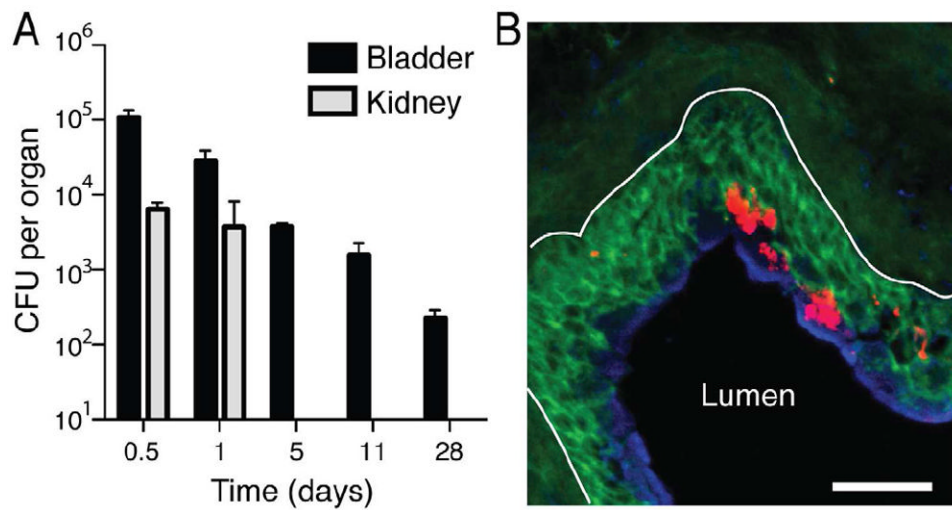 A
B
10⁶
10⁵
10⁴
10³
10²
10¹
CFU per organ
Bladder
Kidney
0.5 1 5 11 28
Time (days)
Lumen